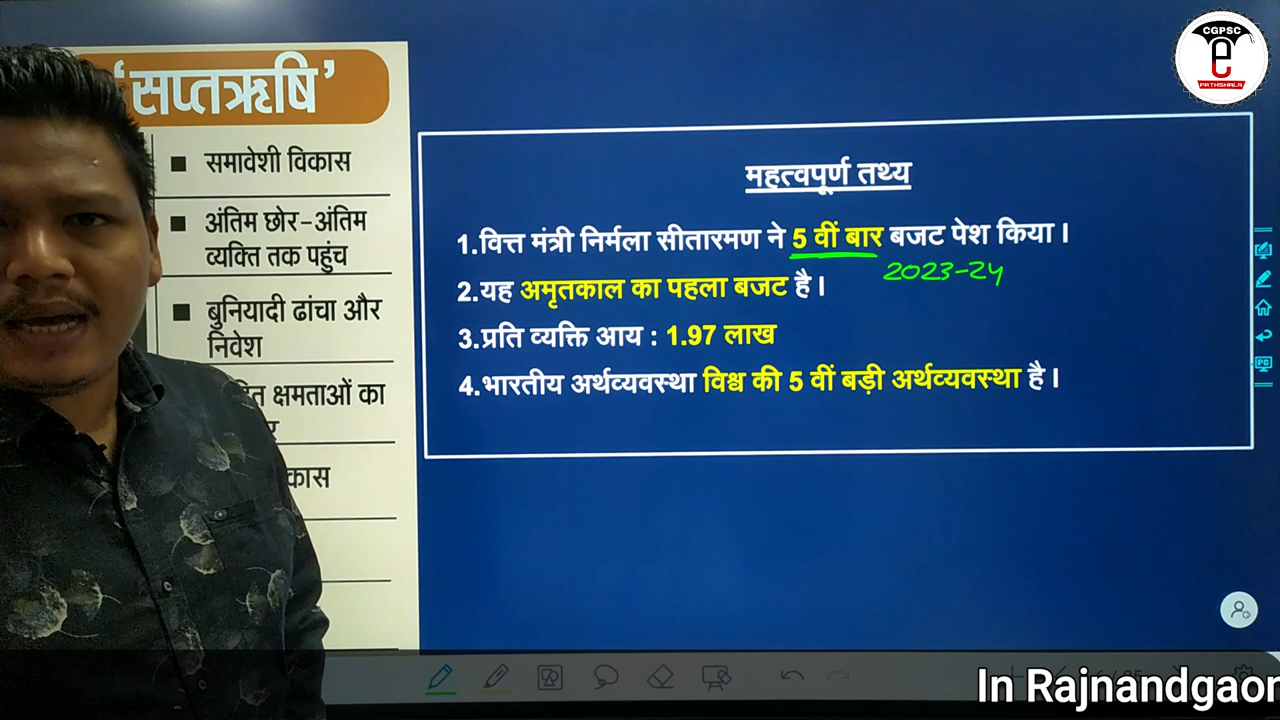 CGPSC
e
PATHSHALA
‘सप्तऋषि’
■ समावेशी विकास
■ अंतिम छोर-अंतिम
व्यक्ति तक पहुंच
■ बुनियादी ढांचा और
निवेश
क्षमताओं का
महत्वपूर्ण तथ्य
1.वित्त मंत्री निर्मला सीतारमण ने 5 वीं बार बजट पेश किया ।
2023-24
2.यह अमृतकाल का पहला बजट है ।
3.प्रति व्यक्ति आय : 1.97 लाख
4.भारतीय अर्थव्यवस्था विश्व की 5 वीं बड़ी अर्थव्यवस्था है ।
PC
In Rajnandgaon